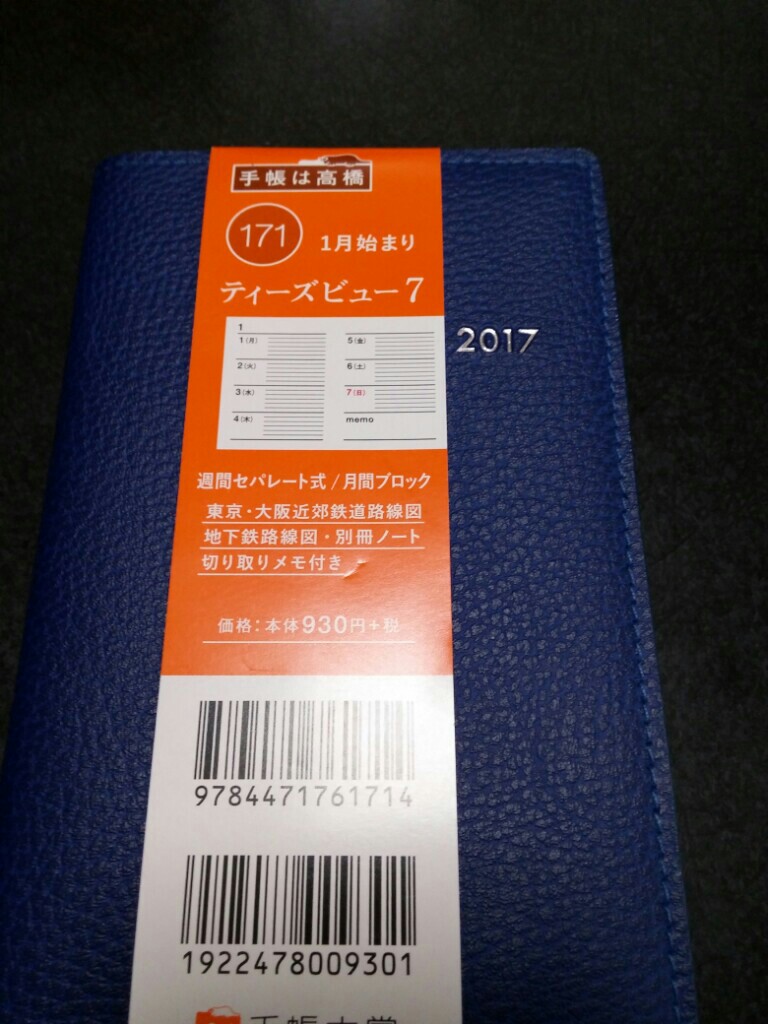 手帳は高橋
171 1月始まり
ティーズビュー7
2017
1
1(月)
2(火)
3(水)
4(木)
5(金)
6(土)
7(日)
memo
週間セパレート式/月間ブロック
東京・大阪近郊鉄道路線図
地下鉄路線図・別冊ノート
切り取りメモ付き
価格:本体930円+税
9784471761714
1922478009301